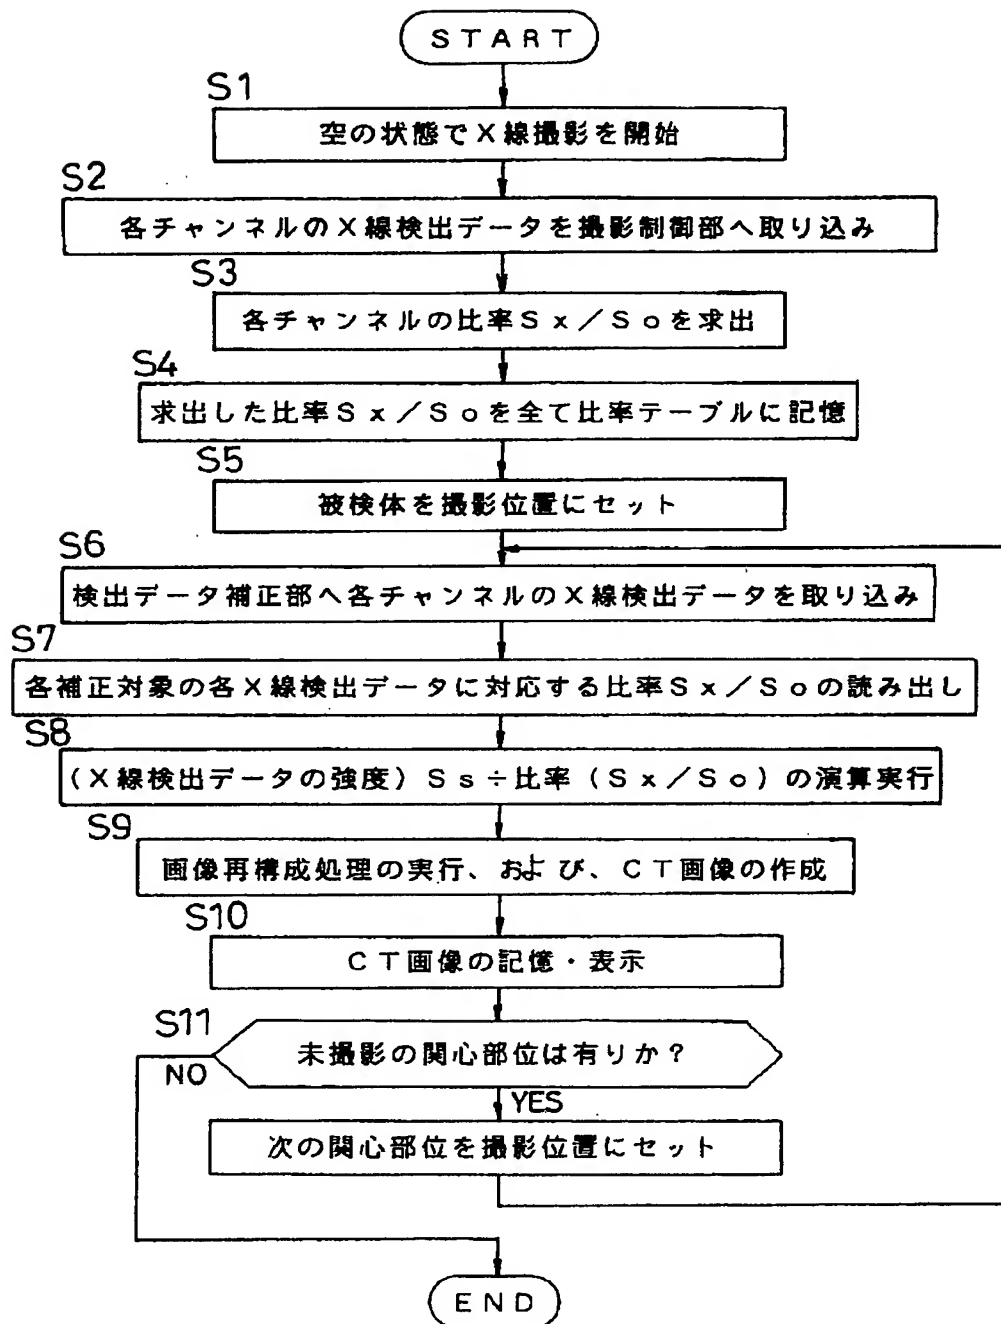 START
S1
空の状態でX線撮影を開始
S2
各チャンネルのX線検出データを撮影制御部へ取り込み
S3
各チャンネルの比率Sx/Soを求出
S4
求出した比率Sx/Soを全て比率テーブルに記憶
S5
被検体を撮影位置にセット
S6
検出データ補正部へ各チャンネルのX線検出データを取り込み
S7
各補正対象の各X線検出データに対応する比率Sx/Soの読み出し
S8
(X線検出データの強度)Ss÷比率(Sx/So)の演算実行
S9
画像再構成処理の実行、および、CT画像の作成
S10
CT画像の記憶・表示
S11
未撮影の関心部位は有りか?
NO
YES
次の関心部位を撮影位置にセット
END